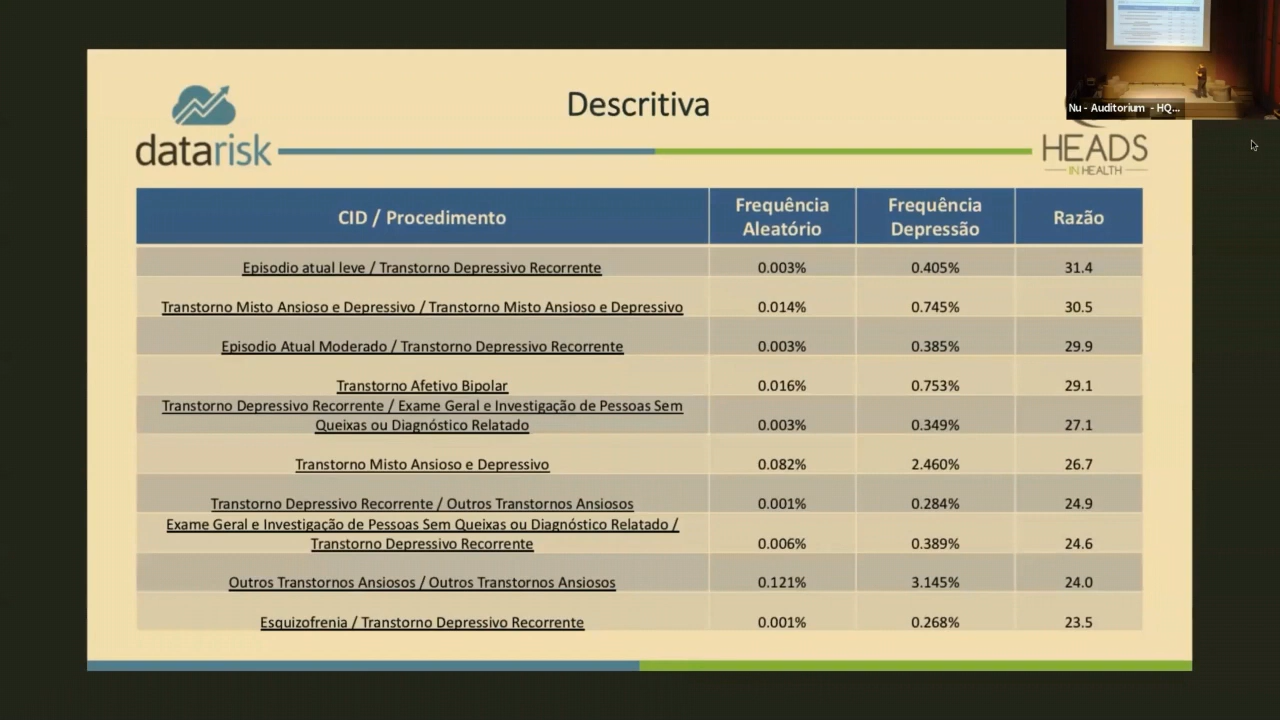 Nu - Auditorium - HQ...
Descritiva
datarisk
HEADS
IN HEALTH
CID / Procedimento
Frequência
Aleatório
Frequência
Depressão
Razão
Episodio atual leve / Transtorno Depressivo Recorrente
0.003%
0.405%
31.4
Transtorno Misto Ansioso e Depressivo / Transtorno Misto Ansioso e Depressivo
0.014%
0.745%
30.5
Episodio Atual Moderado / Transtorno Depressivo Recorrente
0.003%
0.385%
29.9
Transtorno Afetivo Bipolar
0.016%
0.753%
29.1
Transtorno Depressivo Recorrente / Exame Geral e Investigação de Pessoas Sem
Queixas ou Diagnóstico Relatado
0.003%
0.349%
27.1
Transtorno Misto Ansioso e Depressivo
0.082%
2.460%
26.7
Transtorno Depressivo Recorrente / Outros Transtornos Ansiosos
0.001%
0.284%
24.9
Exame Geral e Investigação de Pessoas Sem Queixas ou Diagnóstico Relatado /
Transtorno Depressivo Recorrente
0.006%
0.389%
24.6
Outros Transtornos Ansiosos / Outros Transtornos Ansiosos
0.121%
3.145%
24.0
Esquizofrenia / Transtorno Depressivo Recorrente
0.001%
0.268%
23.5